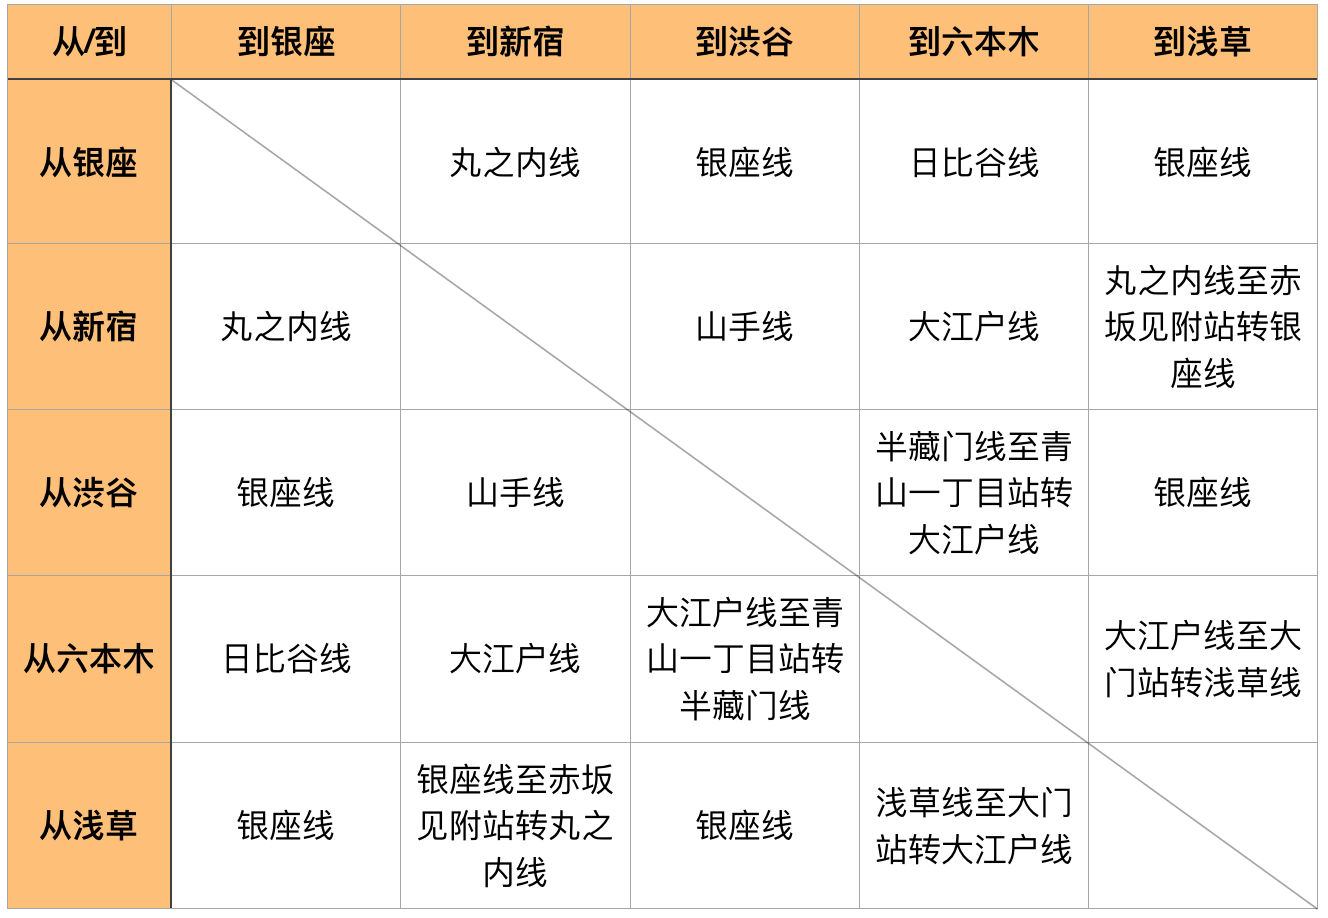 从/到 到银座 到新宿 到渋谷 到六本木 到浅草
从银座 丸之内线 银座线 日比谷线 银座线
从新宿 丸之内线 山手线 大江户线 丸之内线至赤
坂见附站转银
座线
从渋谷 银座线 山手线 半藏门线至青
山一丁目站转
大江户线
银座线
从六本木 日比谷线 大江户线 大江户线至青
山一丁目站转
半藏门线
大江户线至大
门站转浅草线
从浅草 银座线 银座线至赤坂
见附站转丸之
内线
银座线
浅草线至大门
站转大江户线